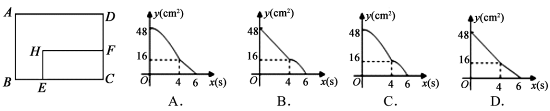 A D
H F
B E C
y(cm²)
48
16
4 6 x(s)
A.
y(cm²)
48
16
4 6 x(s)
B.
y(cm²)
48
16
4 6 x(s)
C.
y(cm²)
48
16
4 6 x(s)
D.